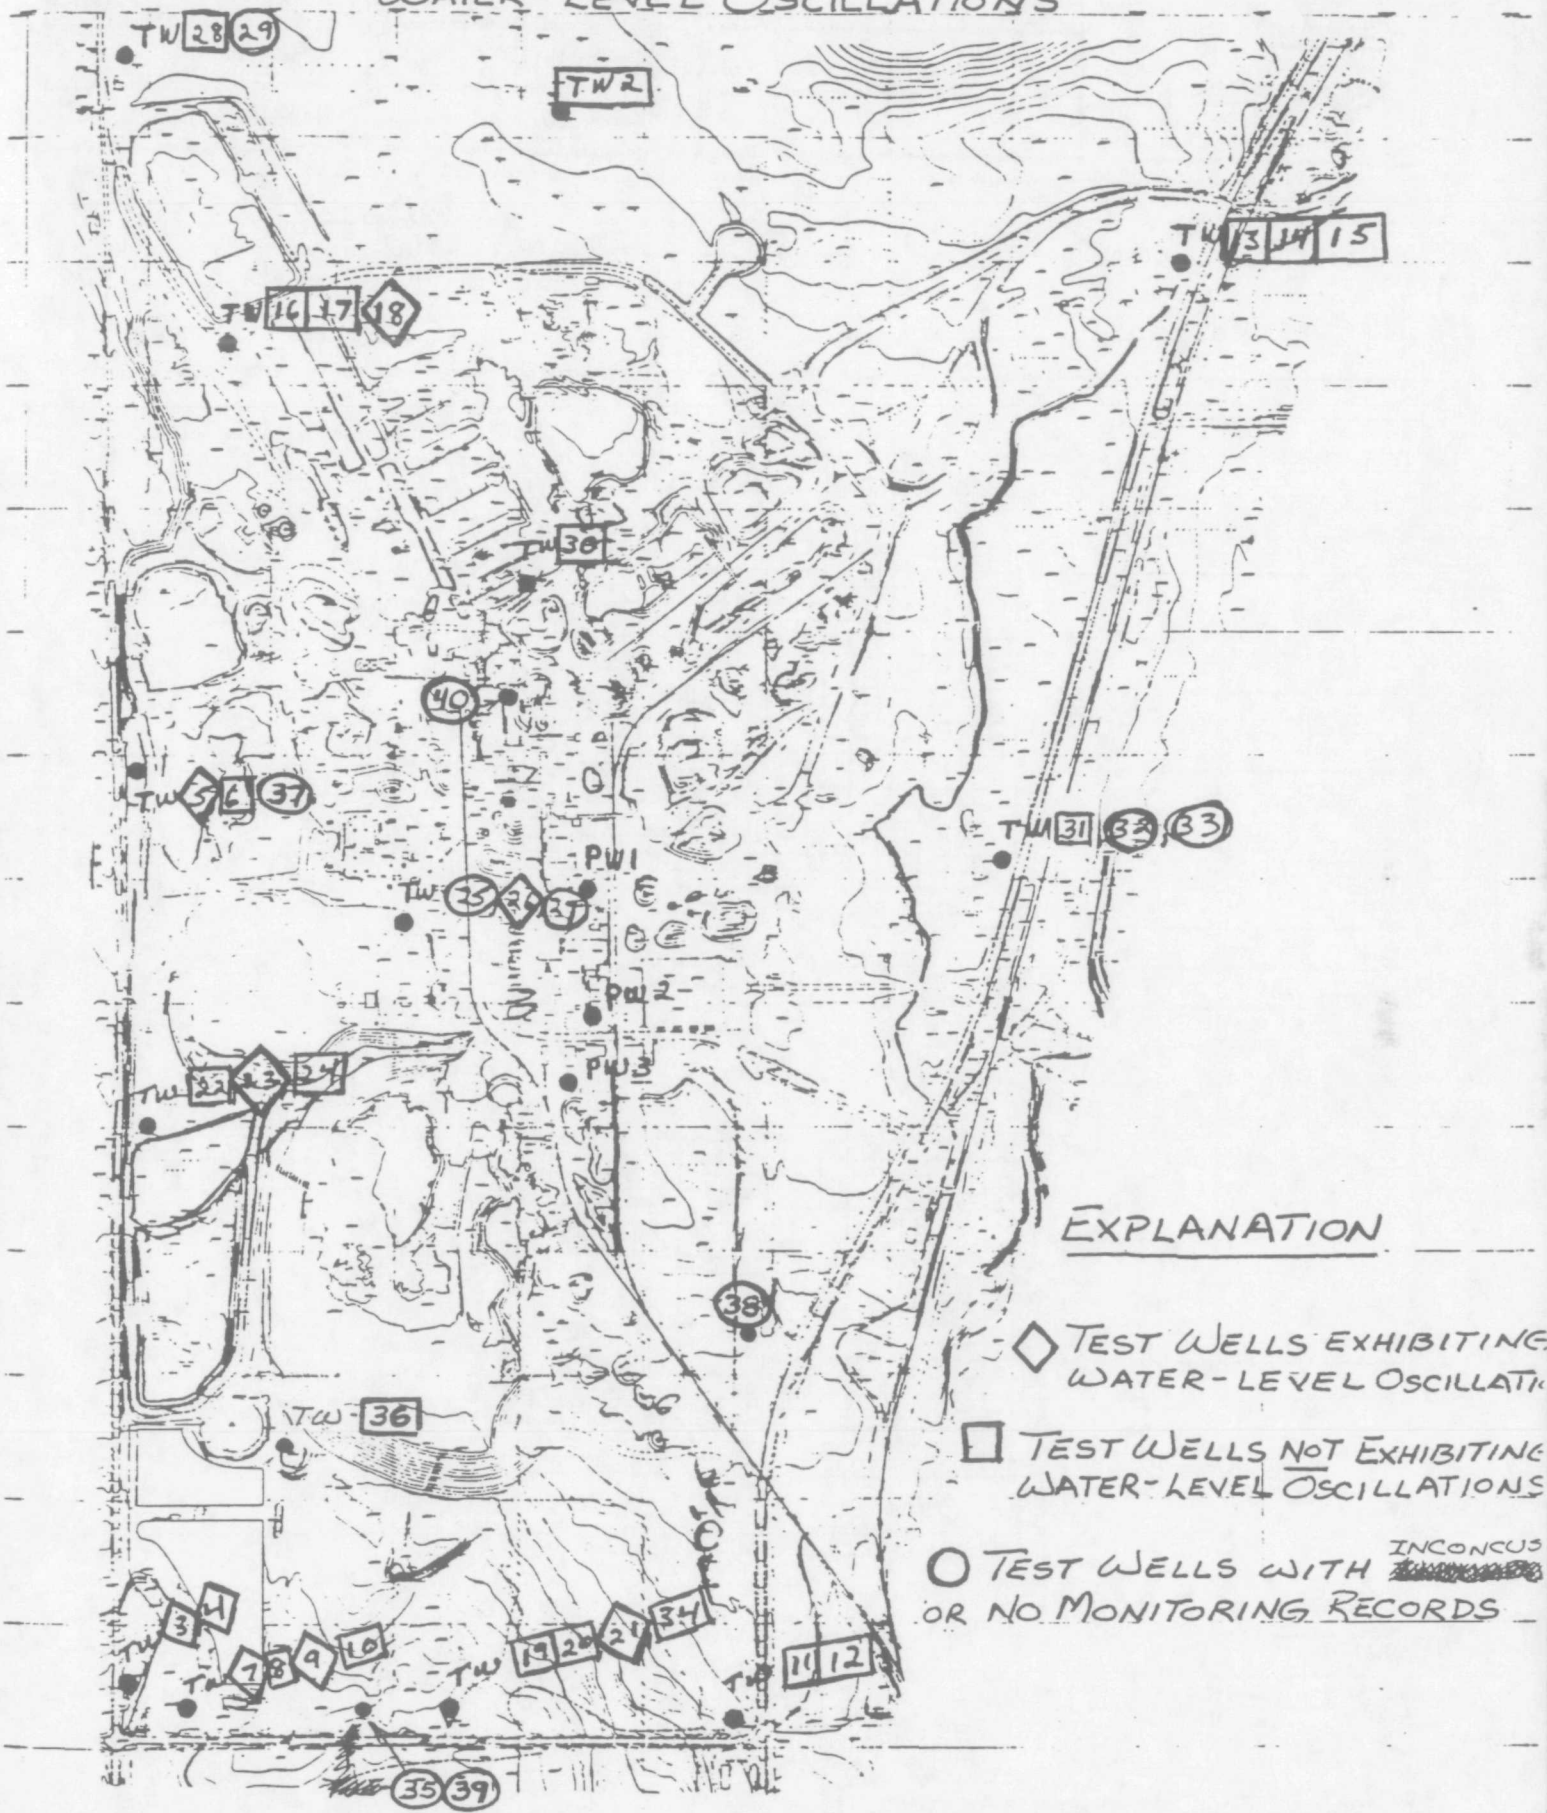 WATER-LEVEL OSCILLATIONS
TW 28 29
TW 2
TW 13 14 15
TW 16 17 18
TW 30
40
TW 5 6 37
TW 31 32, 33
PW1
TW 25 26 27
PW2
PW3
TW 22 23 24
EXPLANATION
38
TEST WELLS EXHIBITING
WATER-LEVEL OSCILLATI
TW 36
TEST WELLS NOT EXHIBITING
WATER-LEVEL OSCILLATIONS
INCONCUS
TEST WELLS WITH
OR NO MONITORING RECORDS
TW 3 4
TW 7 8 9 10
TW 19 20 21 34
TW 11 12
35 39